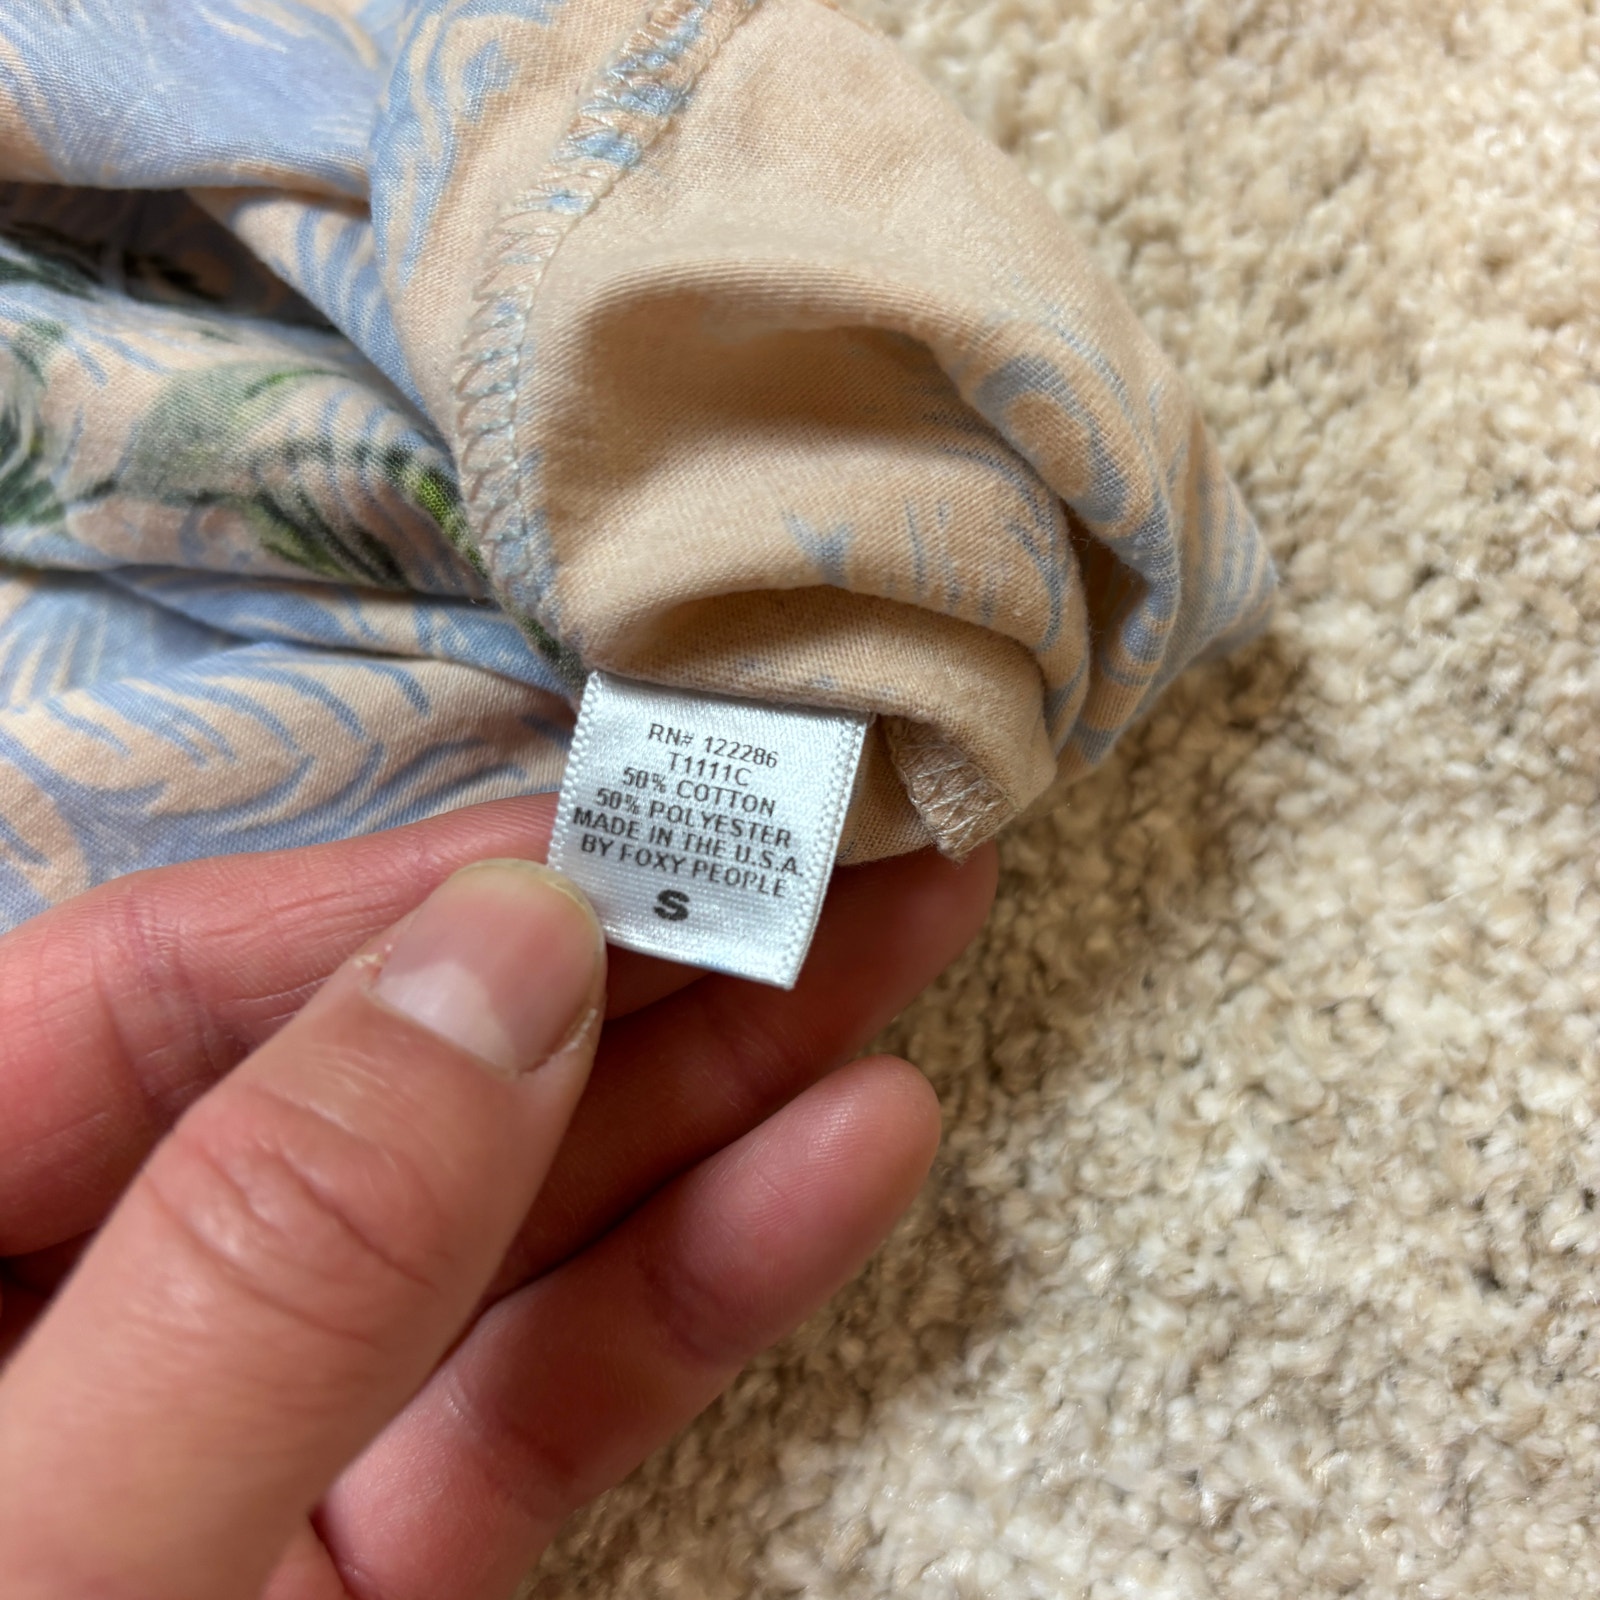 RN# 122286
T1111C
50% COTTON
50% POLYESTER
MADE IN THE U.S.A.
BY FOXY PEOPLE
S